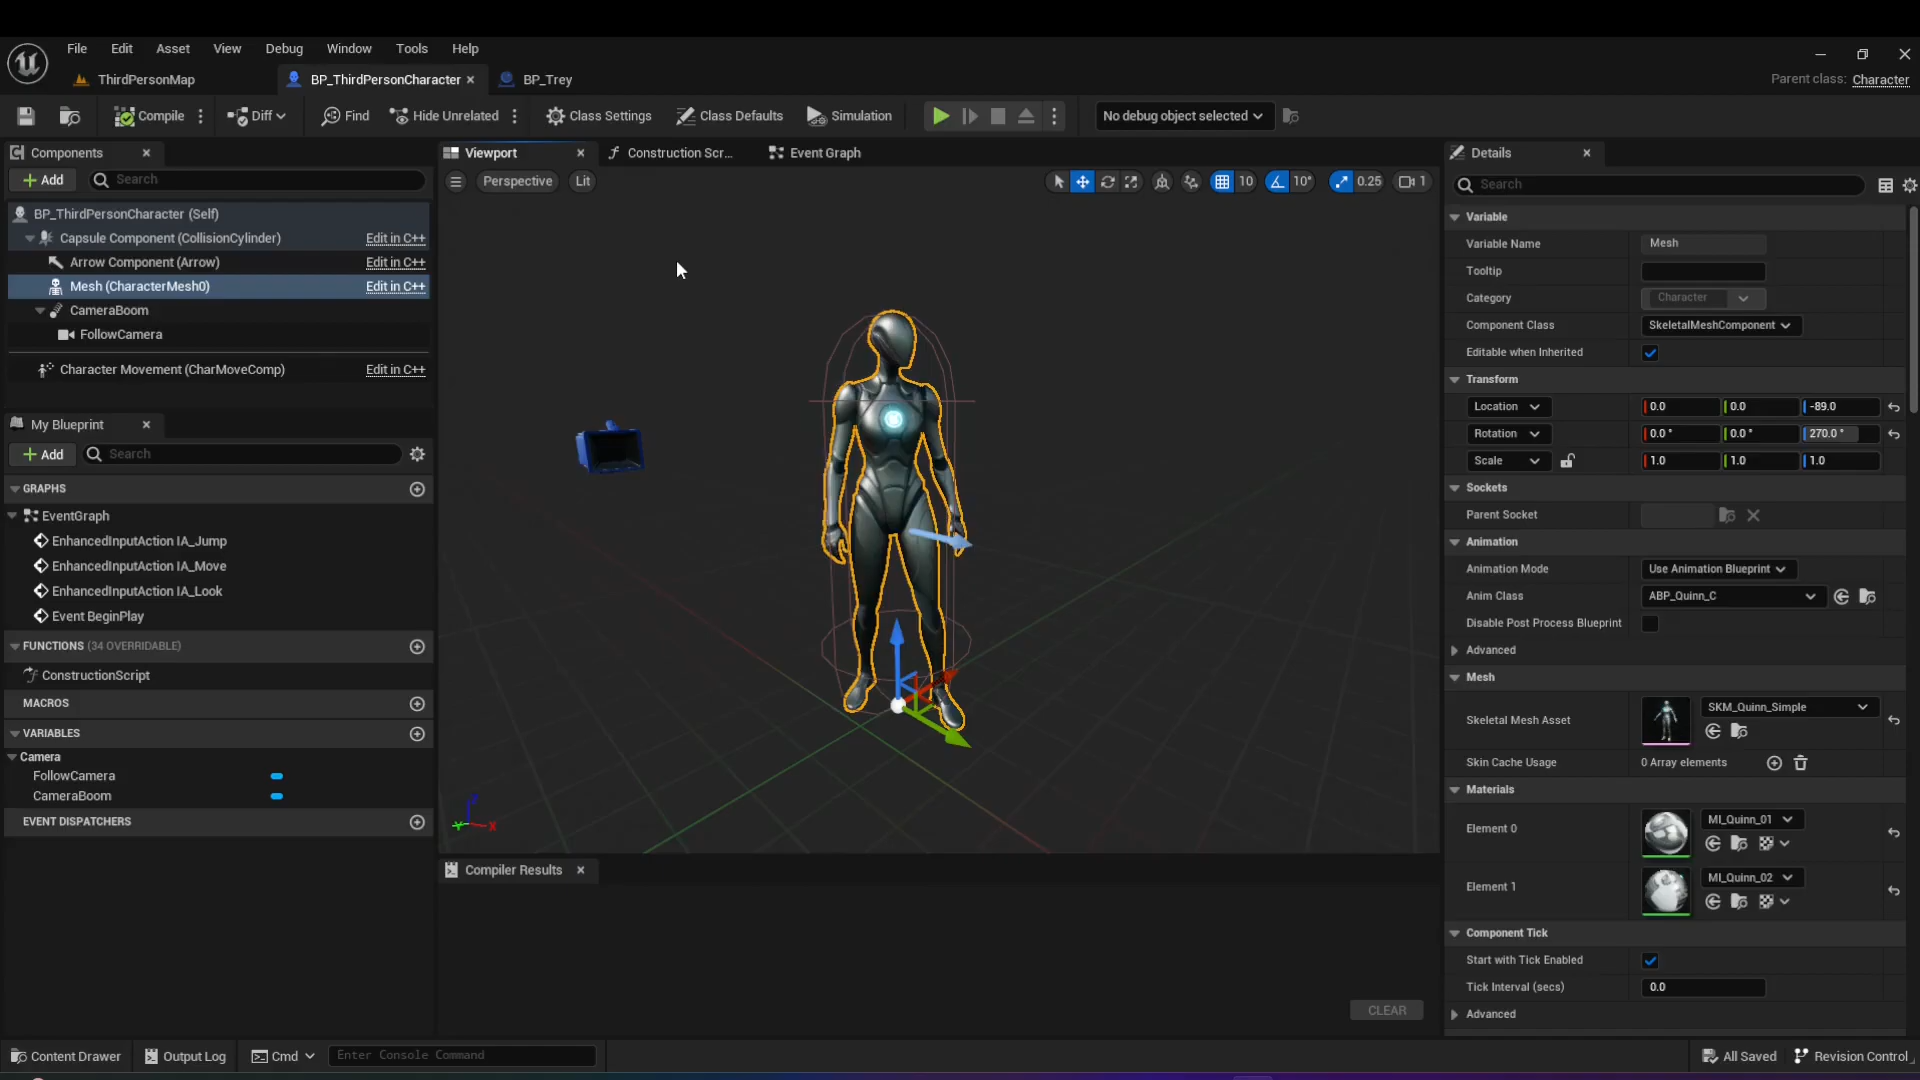 File Edit Asset View Debug Window Tools Help
ThirdPersonMap BP_ThirdPersonCharacter BP_Trey
Parent class: Character
Compile Diff Find Hide Unrelated Class Settings Class Defaults Simulation No debug object selected
Components
Add Search
BP_ThirdPersonCharacter (Self)
Capsule Component (CollisionCylinder) Edit in C++
Arrow Component (Arrow) Edit in C++
Mesh (CharacterMesh0) Edit in C++
CameraBoom
FollowCamera
Character Movement (CharMoveComp) Edit in C++
My Blueprint
Add Search
GRAPHS
EventGraph
EnhancedInputAction IA_Jump
EnhancedInputAction IA_Move
EnhancedInputAction IA_Look
Event BeginPlay
FUNCTIONS (34 OVERRIDABLE)
ConstructionScript
MACROS
VARIABLES
Camera
FollowCamera
CameraBoom
EVENT DISPATCHERS
Viewport Construction Scr... Event Graph
Perspective Lit 10 10° 0.25 1
Z
Y X
Compiler Results
CLEAR
Details
Search
Variable
Variable Name Mesh
Tooltip
Category Character
Component Class SkeletalMeshComponent
Editable when Inherited
Transform
Location 0.0 0.0 -89.0
Rotation 0.0° 0.0° 270.0°
Scale 1.0 1.0 1.0
Sockets
Parent Socket
Animation
Animation Mode Use Animation Blueprint
Anim Class ABP_Quinn_C
Disable Post Process Blueprint
Advanced
Mesh
Skeletal Mesh Asset SKM_Quinn_Simple
Skin Cache Usage 0 Array elements
Materials
Element 0 MI_Quinn_01
Element 1 MI_Quinn_02
Component Tick
Start with Tick Enabled
Tick Interval (secs) 0.0
Advanced
Content Drawer Output Log Cmd Enter Console Command All Saved Revision Control